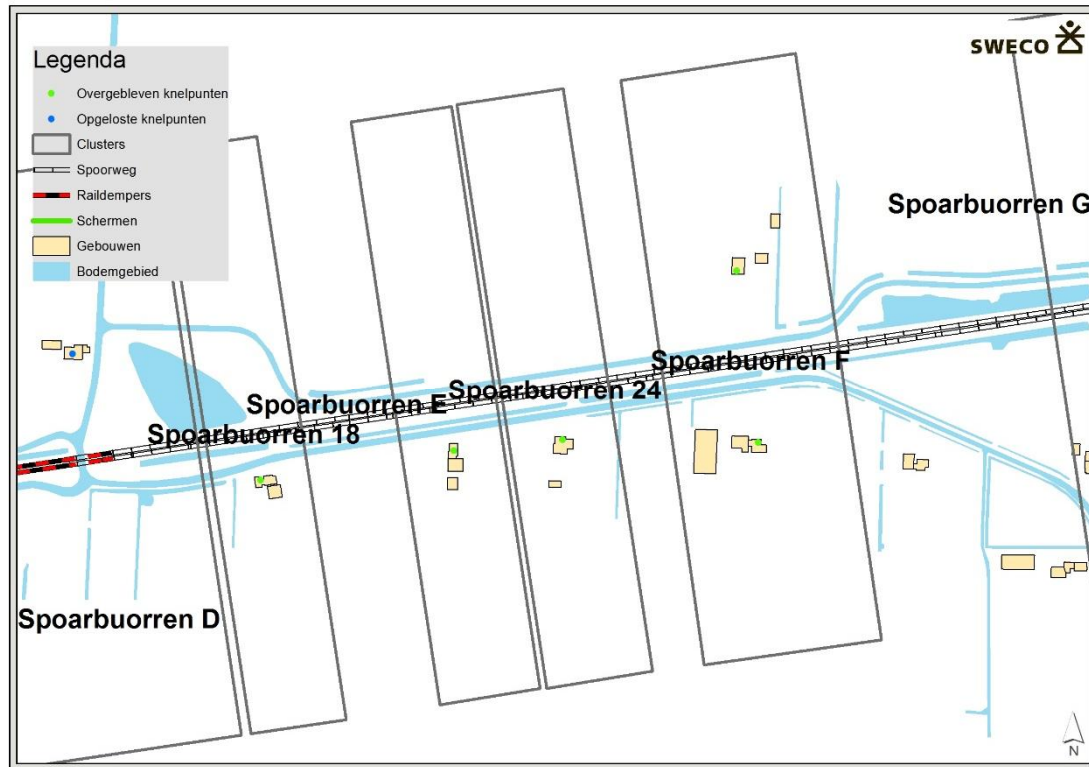 SWECO
Legenda
Overgebleven knelpunten
Opgeloste knelpunten
Clusters
Spoorweg
Raildempers
Schermen
Gebouwen
Bodemgebied
Spoarbuorren G
Spoarbuorren F
Spoarbuorren 24
Spoarbuorren E
Spoarbuorren 18
Spoarbuorren D
N